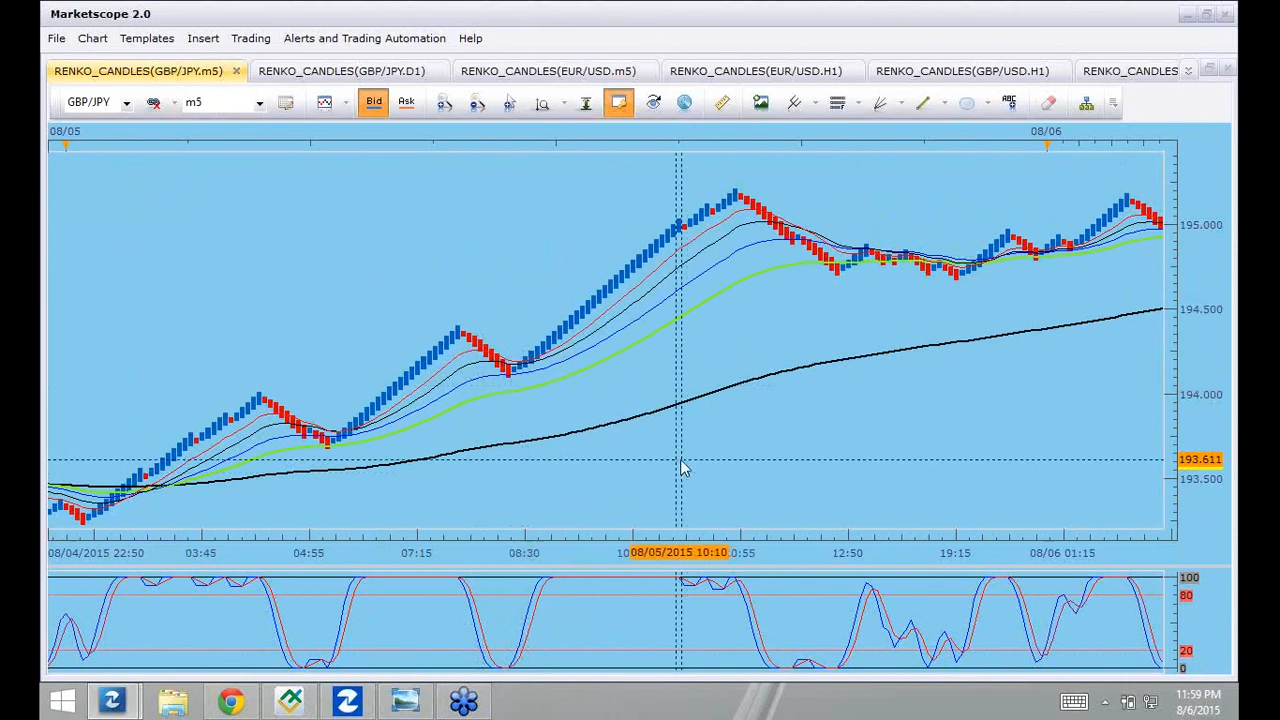 Marketscope 2.0
File Chart Templates Insert Trading Alerts and Trading Automation Help
RENKO_CANDLES(GBP/JPY.m5) RENKO_CANDLES(GBP/JPY.D1) RENKO_CANDLES(EUR/USD.m5) RENKO_CANDLES(EUR/USD.H1) RENKO_CANDLES(GBP/USD.H1) RENKO_CANDLES
GBP/JPY m5 Bid Ask ABC
08/05 08/06
195.000
194.500
194.000
193.611
193.500
08/04/2015 22:50 03:45 04:55 07:15 08:30 10 08/05/2015 10:10 0:55 12:50 19:15 08/06 01:15
100
80
20
0
11:59 PM
8/6/2015